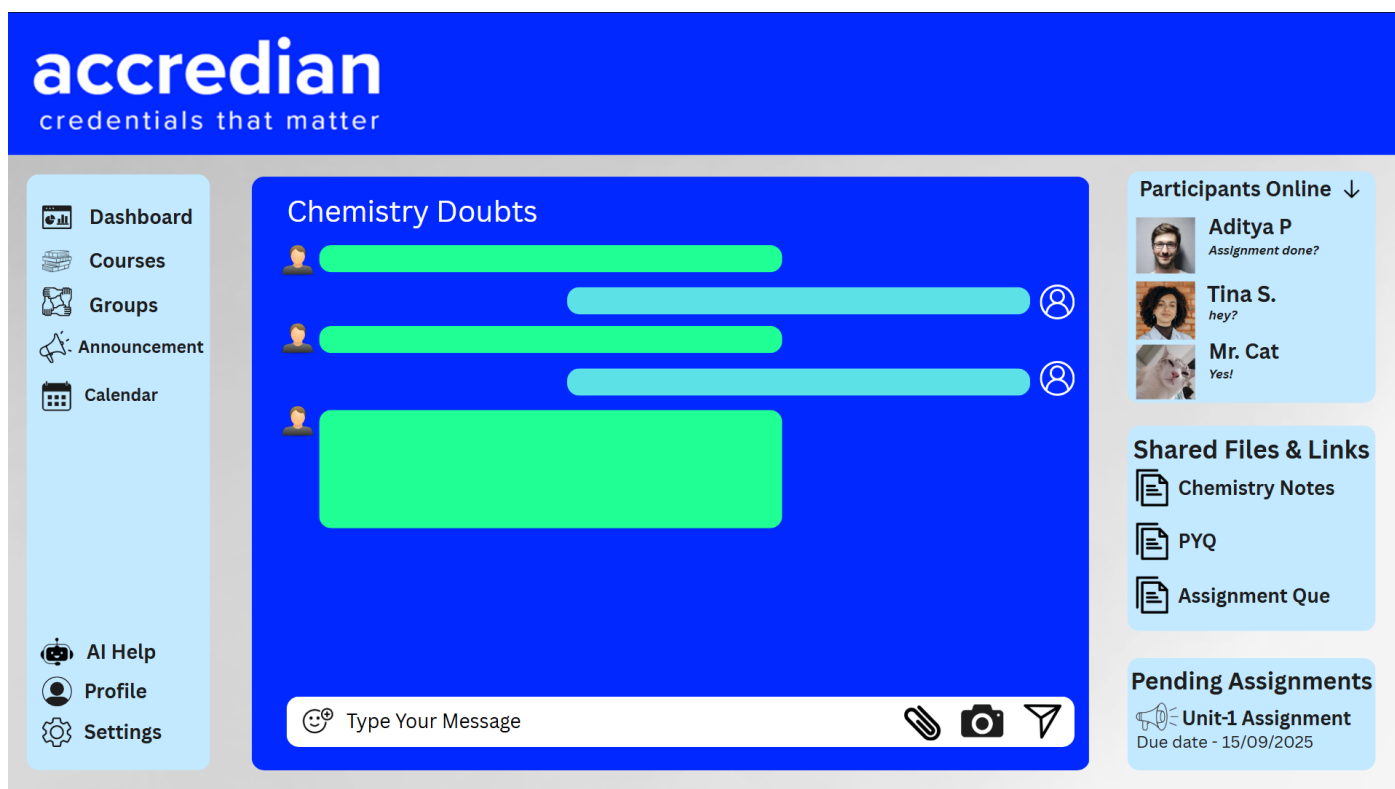 accredian
credentials that matter
Dashboard
Courses
Groups
Announcement
Calendar
AI Help
Profile
Settings
Chemistry Doubts
Type Your Message
Participants Online ↓
Aditya P
Assignment done?
Tina S.
hey?
Mr. Cat
Yes!
Shared Files & Links
Chemistry Notes
PYQ
Assignment Que
Pending Assignments
Unit-1 Assignment
Due date - 15/09/2025